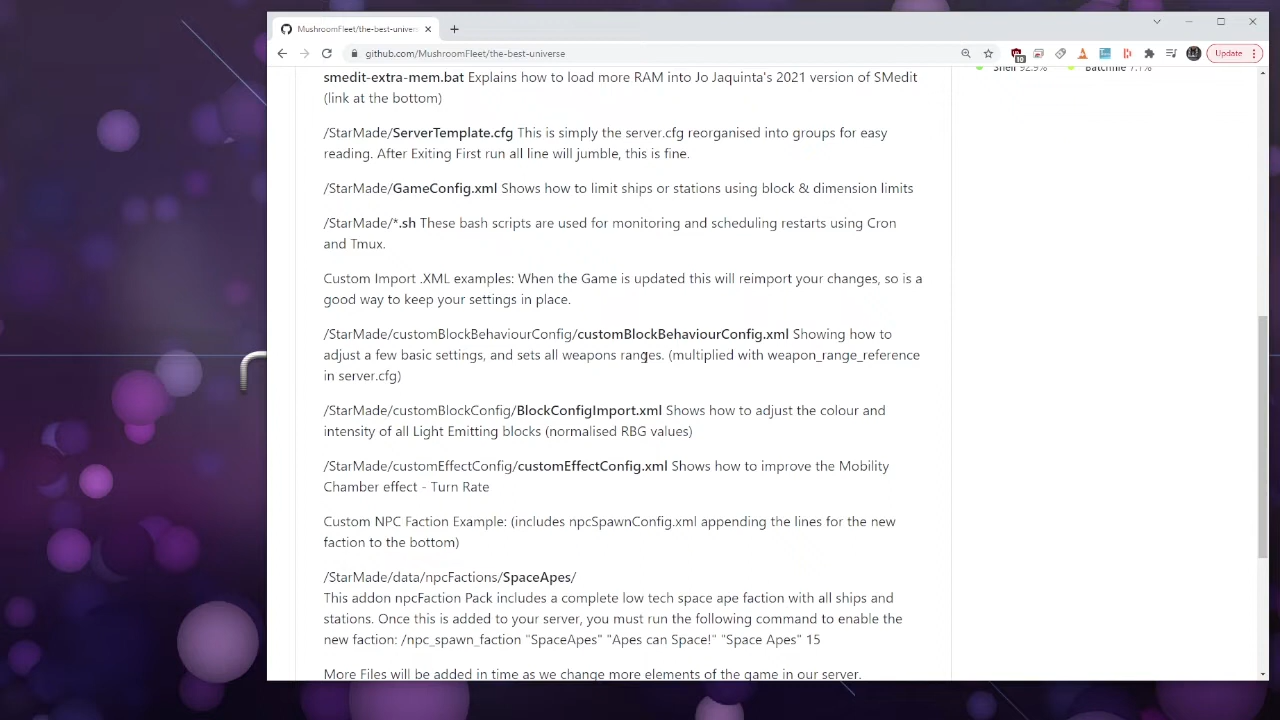 MushroomFleet/the-best-univers
github.com/MushroomFleet/the-best-universe
10
Update
smedit-extra-mem.bat Explains how to load more RAM into Jo Jaquinta's 2021 version of SMedit
(link at the bottom)
Shell 92.9% Batchfile 7.1%
/StarMade/ServerTemplate.cfg This is simply the server.cfg reorganised into groups for easy
reading. After Exiting First run all line will jumble, this is fine.
/StarMade/GameConfig.xml Shows how to limit ships or stations using block & dimension limits
/StarMade/*.sh These bash scripts are used for monitoring and scheduling restarts using Cron
and Tmux.
Custom Import .XML examples: When the Game is updated this will reimport your changes, so is a
good way to keep your settings in place.
/StarMade/customBlockBehaviourConfig/customBlockBehaviourConfig.xml Showing how to
adjust a few basic settings, and sets all weapons ranges. (multiplied with weapon_range_reference
in server.cfg)
/StarMade/customBlockConfig/BlockConfigImport.xml Shows how to adjust the colour and
intensity of all Light Emitting blocks (normalised RBG values)
/StarMade/customEffectConfig/customEffectConfig.xml Shows how to improve the Mobility
Chamber effect - Turn Rate
Custom NPC Faction Example: (includes npcSpawnConfig.xml appending the lines for the new
faction to the bottom)
/StarMade/data/npcFactions/SpaceApes/
This addon npcFaction Pack includes a complete low tech space ape faction with all ships and
stations. Once this is added to your server, you must run the following command to enable the
new faction: /npc_spawn_faction "SpaceApes" "Apes can Space!" "Space Apes" 15
More Files will be added in time as we change more elements of the game in our server.